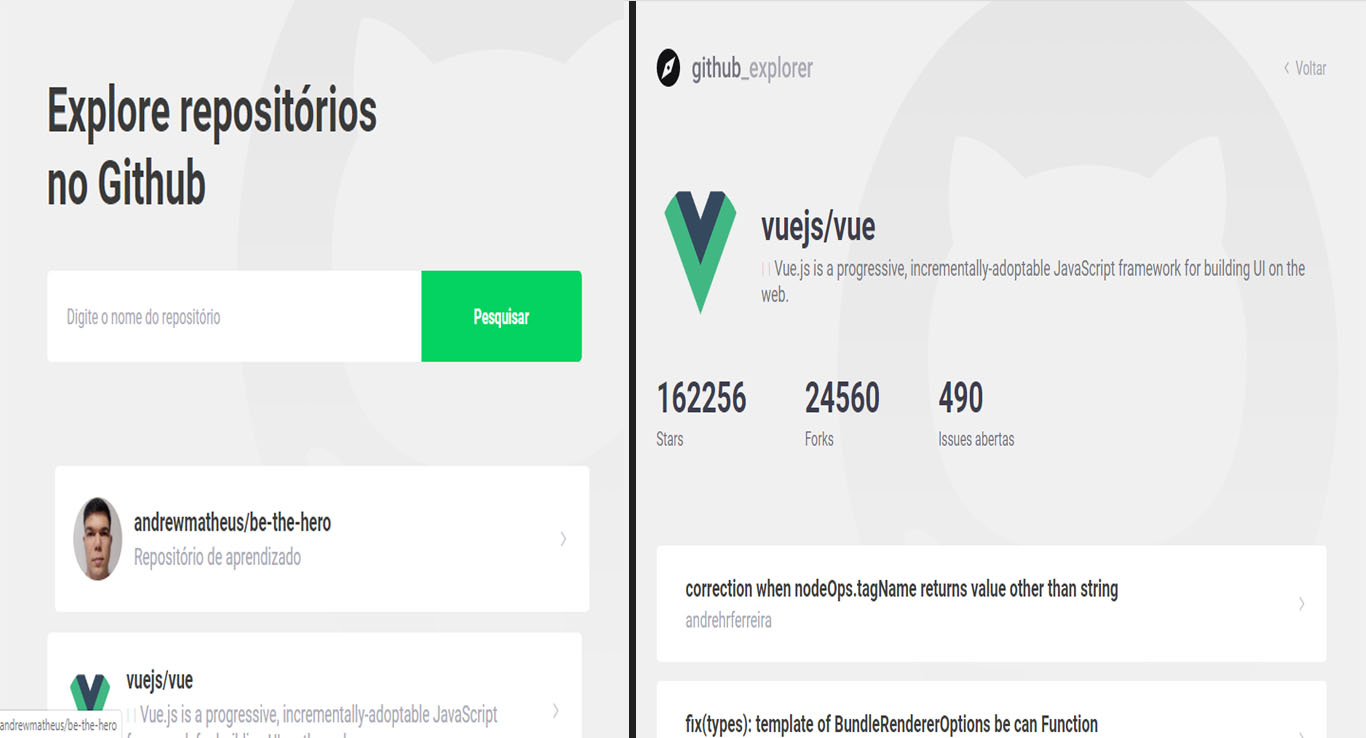 Explore repositórios
no Github
Digite o nome do repositório
Pesquisar
andrewmatheus/be-the-hero
Repositório de aprendizado
vuejs/vue
Vue.js is a progressive, incrementally-adoptable JavaScript
andrewmatheus/be-the-hero
github_explorer
Voltar
vuejs/vue
Vue.js is a progressive, incrementally-adoptable JavaScript framework for building UI on the
web.
162256 24560 490
Stars Forks Issues abertas
correction when nodeOps.tagName returns value other than string
andrehrferreira
fix(types): template of BundleRendererOptions be can Function